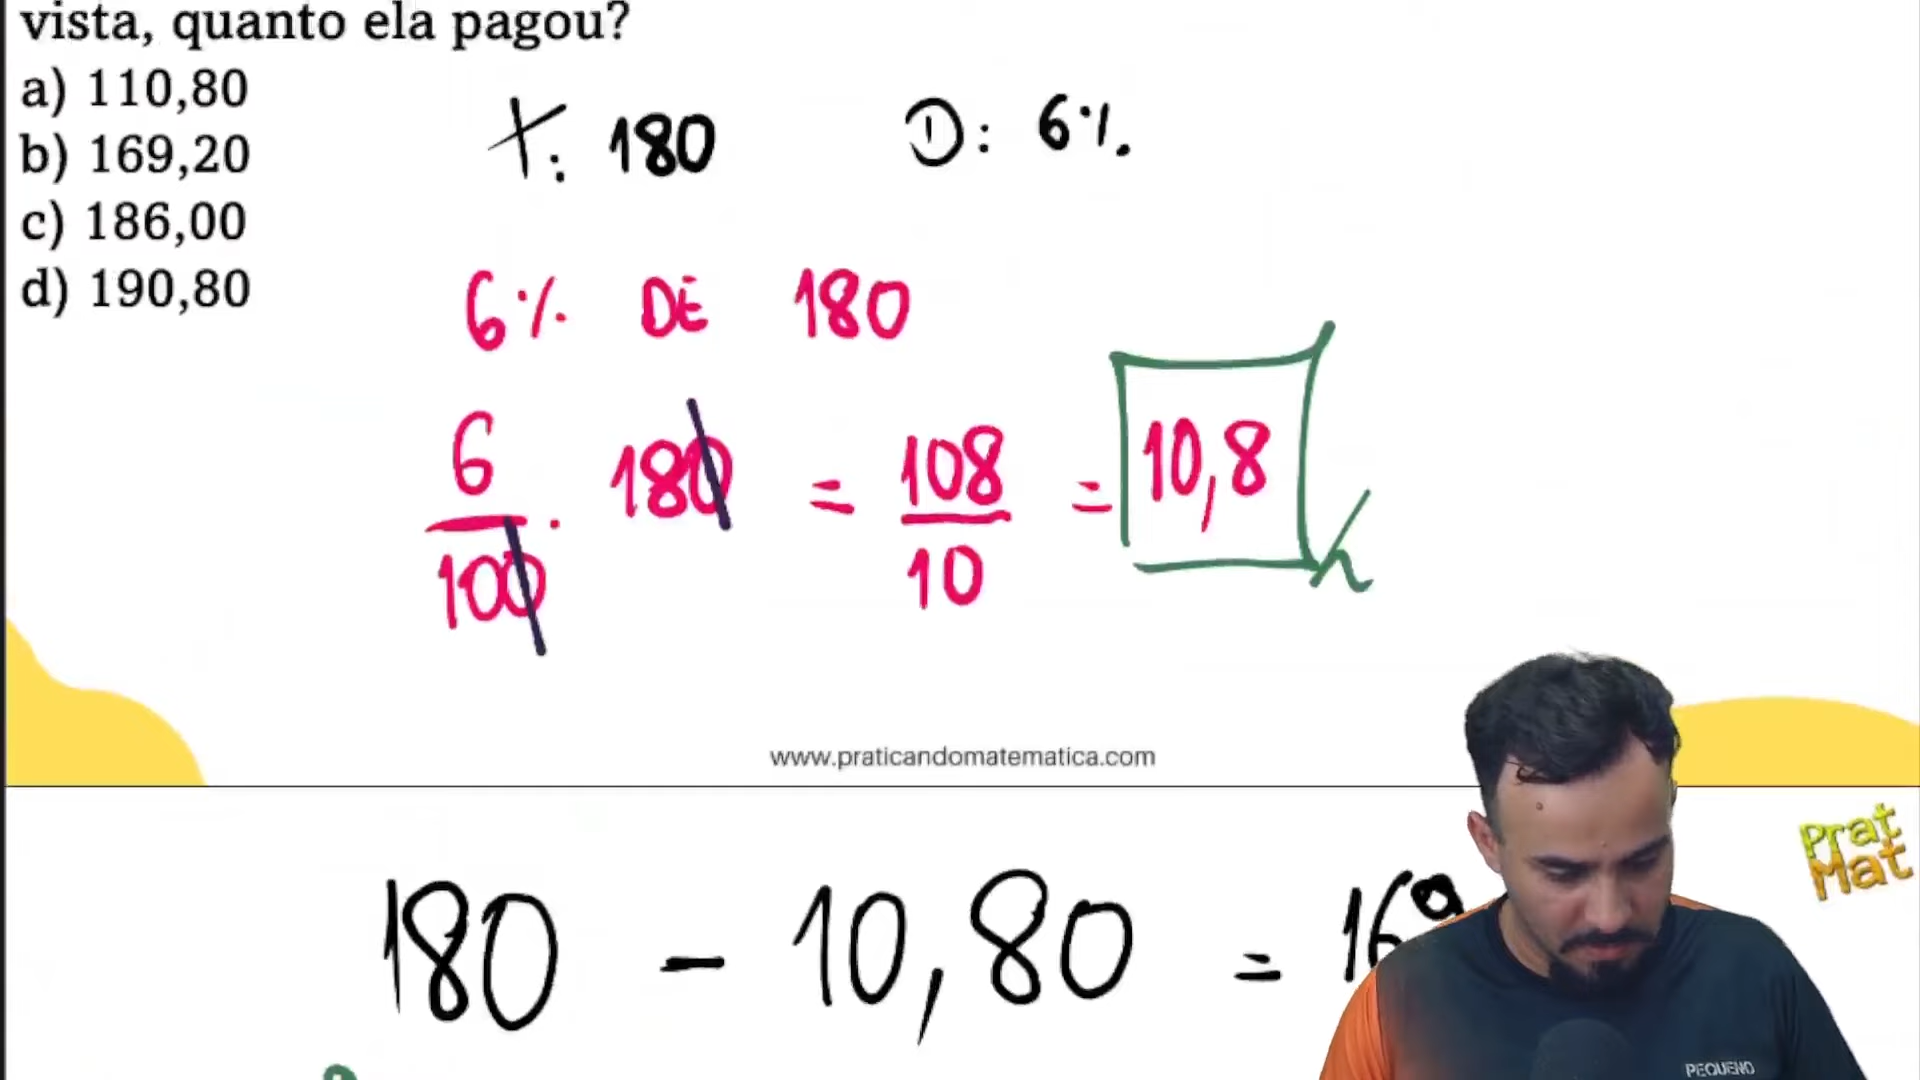 vista, quanto ela pagou?
a) 110,80
b) 169,20
c) 186,00
d) 190,80
T: 180 D: 6%
6% DE 180
6/100 . 180 = 108/10 = 10,8
www.praticandomatematica.com
Prat
Mat
180 - 10,80 = 169
PEQUENO